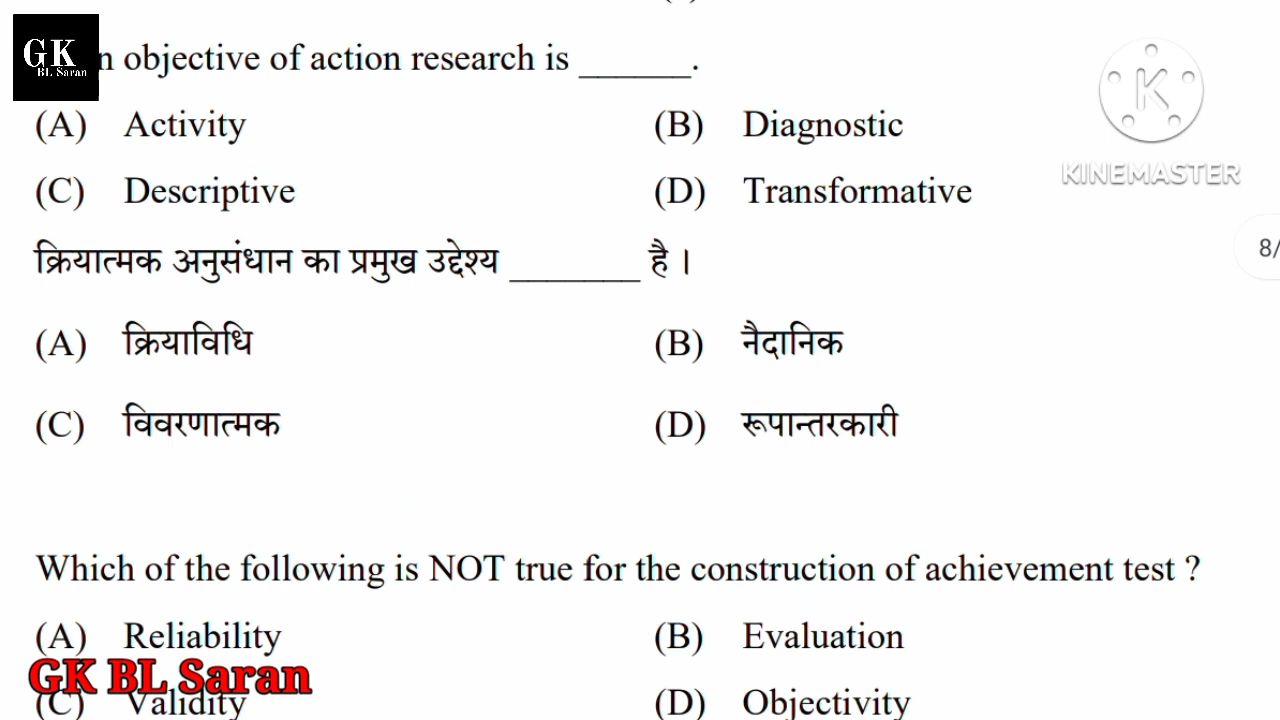 GK
BL Saran
n objective of action research is ______.
(A) Activity
(B) Diagnostic
(C) Descriptive
(D) Transformative
K
KINEMASTER
8/
क्रियात्मक अनुसंधान का प्रमुख उद्देश्य _______ है ।
(A) क्रियाविधि
(B) नैदानिक
(C) विवरणात्मक
(D) रूपान्तरकारी
Which of the following is NOT true for the construction of achievement test ?
(A) Reliability
(B) Evaluation
GK BL Saran
(C) Validity
(D) Objectivity